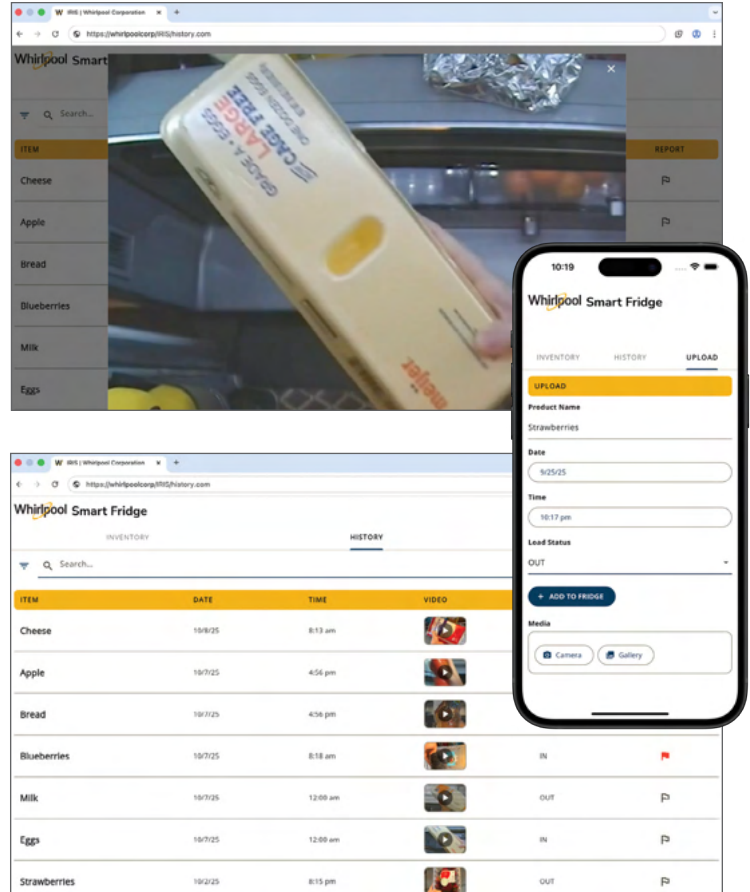 W IRIS | Whirlpool Corporation × +
https://whirlpoolcorp/IRIS/history.com
Whirlpool Smart
Search...
ITEM
REPORT
Cheese
Apple
Bread
Blueberries
Milk
Eggs
GRADE A • EGGS
LARGE
CAGE FREE
ONE DOZEN EGGS
meijer
10:19
Whirlpool Smart Fridge
INVENTORY HISTORY UPLOAD
UPLOAD
Product Name
Strawberries
Date
9/25/25
Time
10:17 pm
Load Status
OUT
+ ADD TO FRIDGE
Media
Camera Gallery
W IRIS | Whirlpool Corporation × +
https://whirlpoolcorp/IRIS/history.com
Whirlpool Smart Fridge
INVENTORY HISTORY
Search...
ITEM DATE TIME VIDEO
Cheese 10/8/25 8:13 am
Apple 10/7/25 4:56 pm
Bread 10/7/25 4:56 pm
Blueberries 10/7/25 8:18 am IN
Milk 10/7/25 12:00 am OUT
Eggs 10/7/25 12:00 am IN
Strawberries 10/2/25 8:15 pm OUT